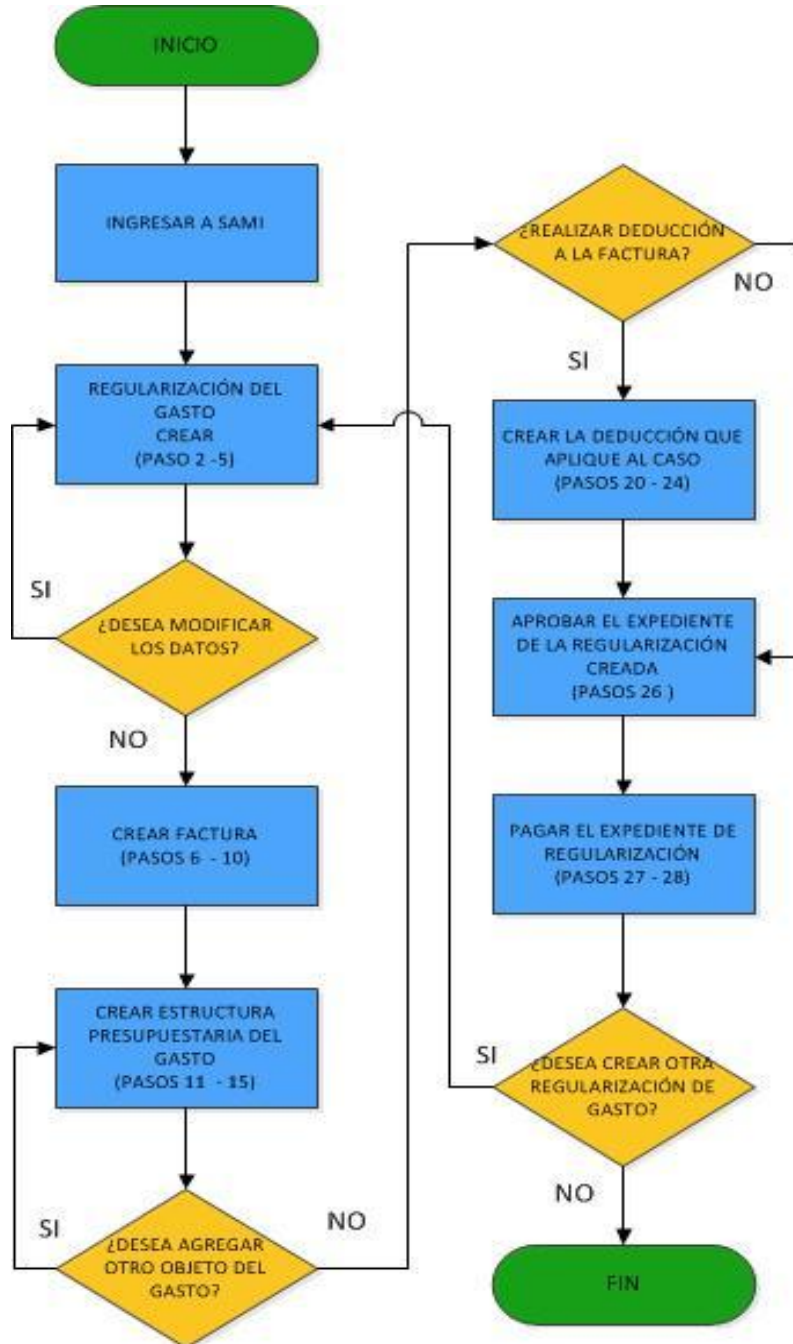 INICIO
INGRESAR A SAMI
REGULARIZACIÓN DEL
GASTO
CREAR
(PASO 2 -5)
SI
¿DESEA MODIFICAR
LOS DATOS?
NO
CREAR FACTURA
(PASOS 6 - 10)
CREAR ESTRUCTURA
PRESUPUESTARIA DEL
GASTO
(PASOS 11 - 15)
SI
¿DESEA AGREGAR
OTRO OBJETO DEL
GASTO?
NO
¿REALIZAR DEDUCCIÓN
A LA FACTURA?
NO
SI
CREAR LA DEDUCCIÓN QUE
APLIQUE AL CASO
(PASOS 20 - 24)
APROBAR EL EXPEDIENTE
DE LA REGULARIZACIÓN
CREADA
(PASOS 26 )
PAGAR EL EXPEDIENTE DE
REGULARIZACIÓN
(PASOS 27 - 28)
SI
¿DESEA CREAR OTRA
REGULARIZACIÓN DE
GASTO?
NO
FIN